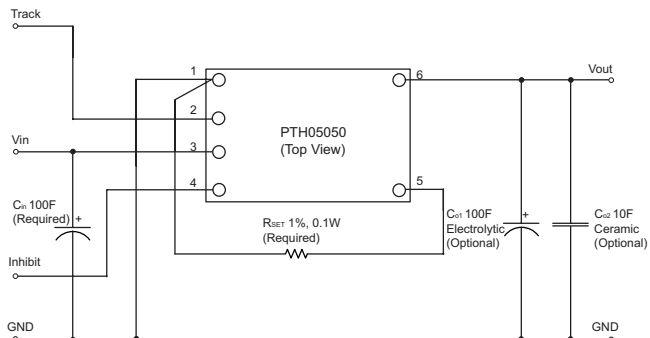 Track
1
6
Vout
2
PTH05050
(Top View)
Vin
3
4
5
Cin 100F
(Required)
+
RSET 1%, 0.1W
(Required)
Co1 100F
Electrolytic
(Optional)
+
Co2 10F
Ceramic
(Optional)
Inhibit
GND
GND